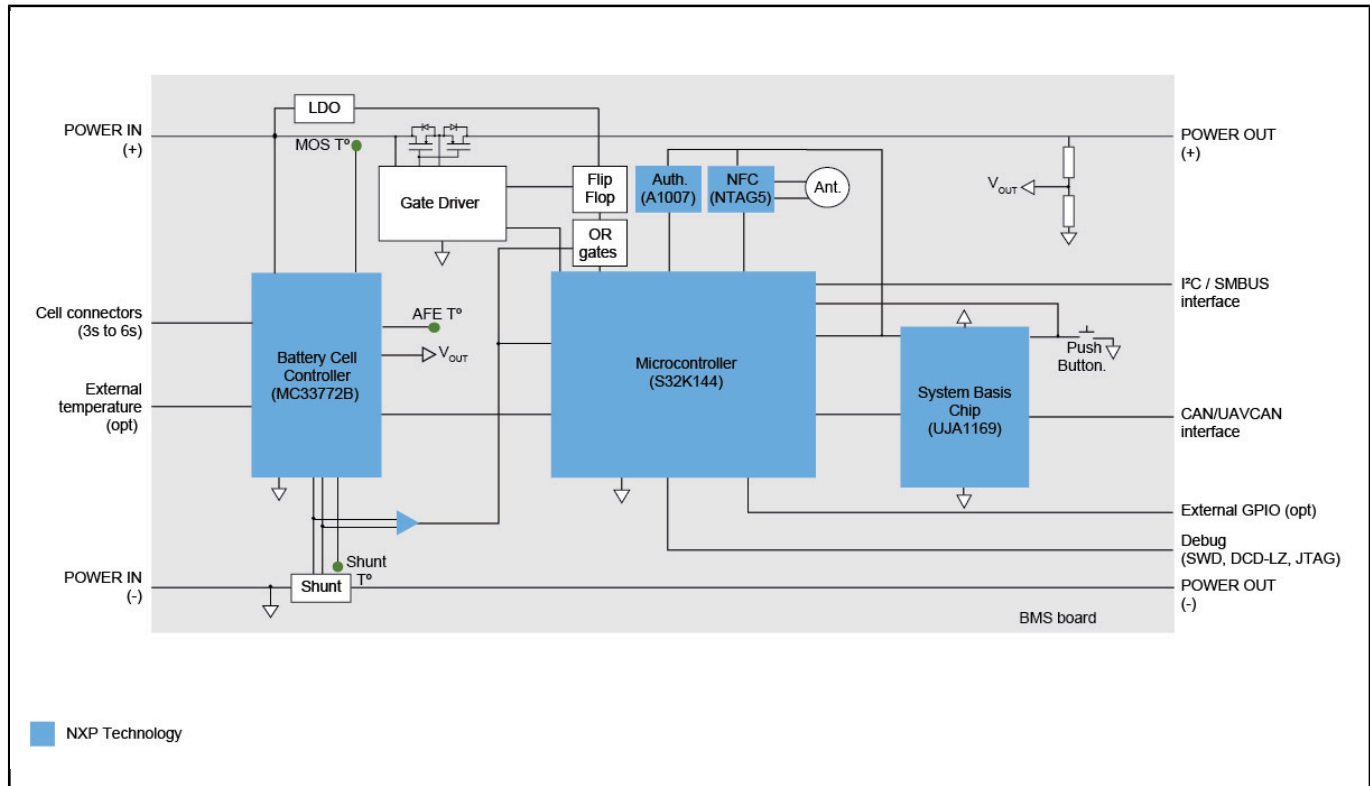 LDO
POWER IN
(+)
MOS Tº
POWER OUT
(+)
Gate Driver
Flip
Flop
Auth.
(A1007)
NFC
(NTAG5)
Ant.
VOUT
OR
gates
I²C / SMBUS
interface
Cell connectors
(3s to 6s)
AFE Tº
VOUT
Battery Cell
Controller
(MC33772B)
Microcontroller
(S32K144)
Push
Button.
External
temperature
(opt)
System Basis
Chip
(UJA1169)
CAN/UAVCAN
interface
External GPIO (opt)
Debug
(SWD, DCD-LZ, JTAG)
Shunt
Tº
POWER IN
(-)
Shunt
POWER OUT
(-)
BMS board
NXP Technology